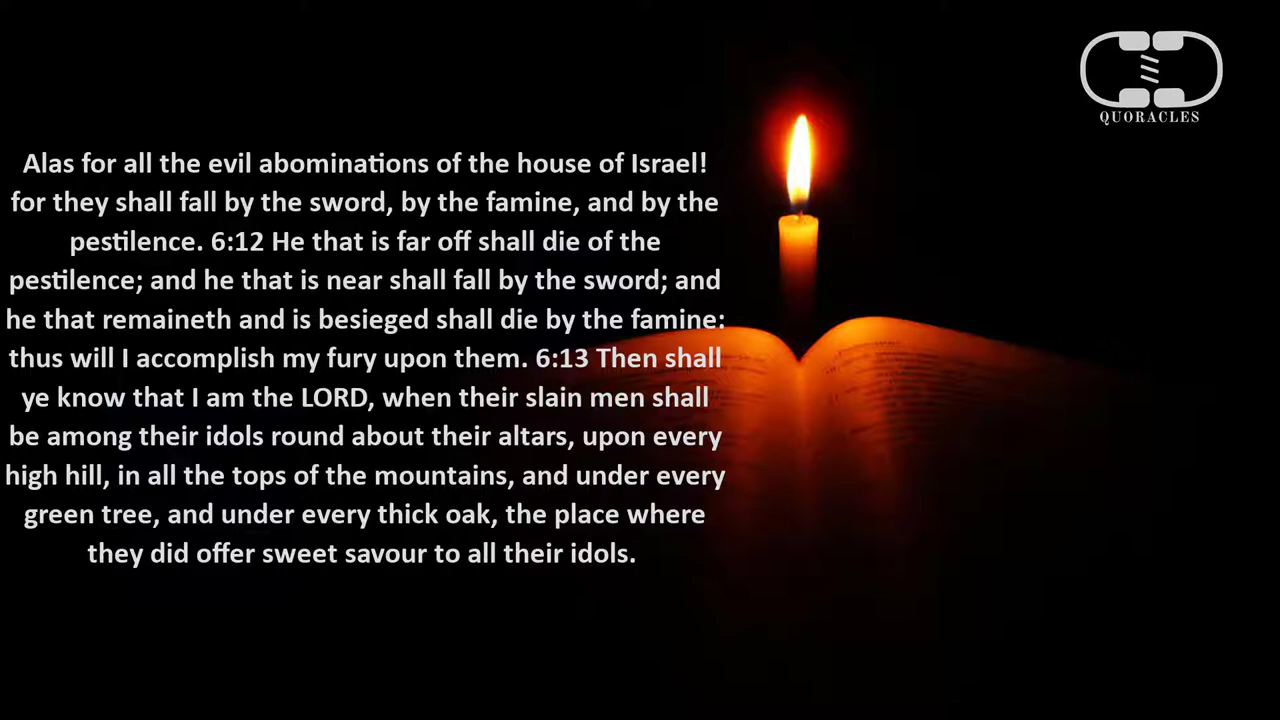 QUORACLES
Alas for all the evil abominations of the house of Israel!
for they shall fall by the sword, by the famine, and by the
pestilence. 6:12 He that is far off shall die of the
pestilence; and he that is near shall fall by the sword; and
he that remaineth and is besieged shall die by the famine:
thus will I accomplish my fury upon them. 6:13 Then shall
ye know that I am the LORD, when their slain men shall
be among their idols round about their altars, upon every
high hill, in all the tops of the mountains, and under every
green tree, and under every thick oak, the place where
they did offer sweet savour to all their idols.